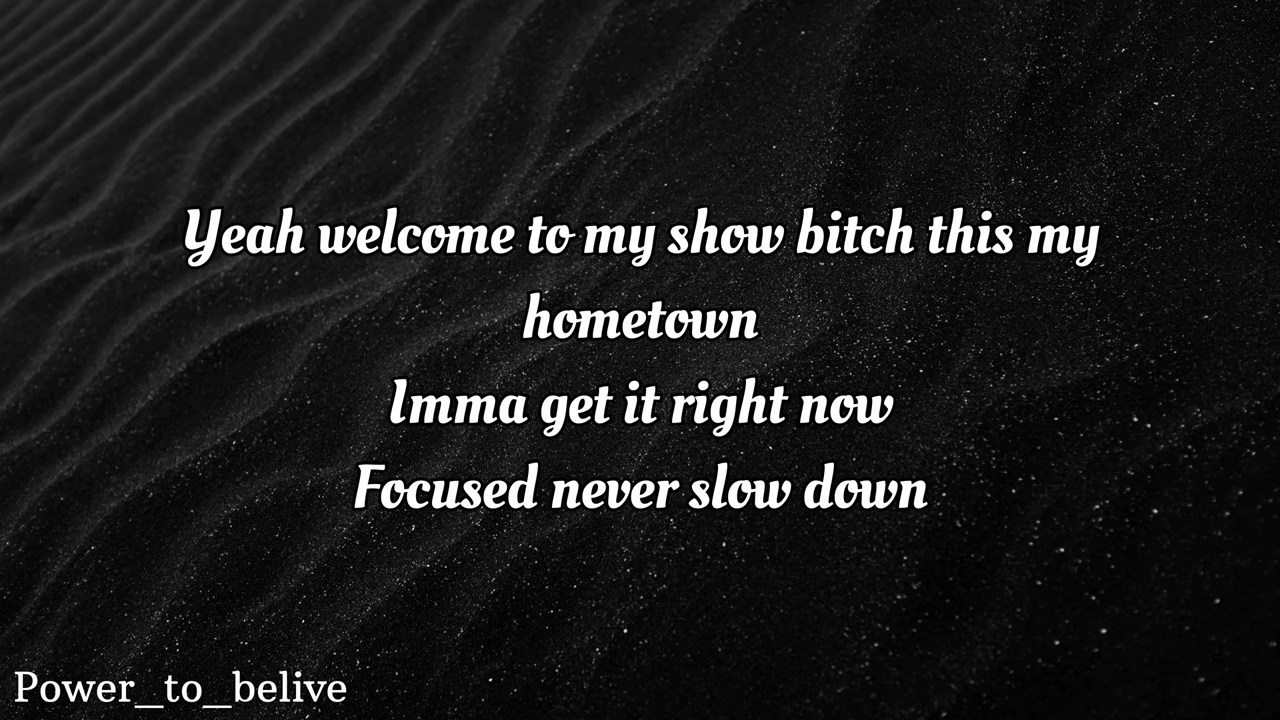 Yeah welcome to my show bitch this my
hometown
Imma get it right now
Focused never slow down
Power_to_belive